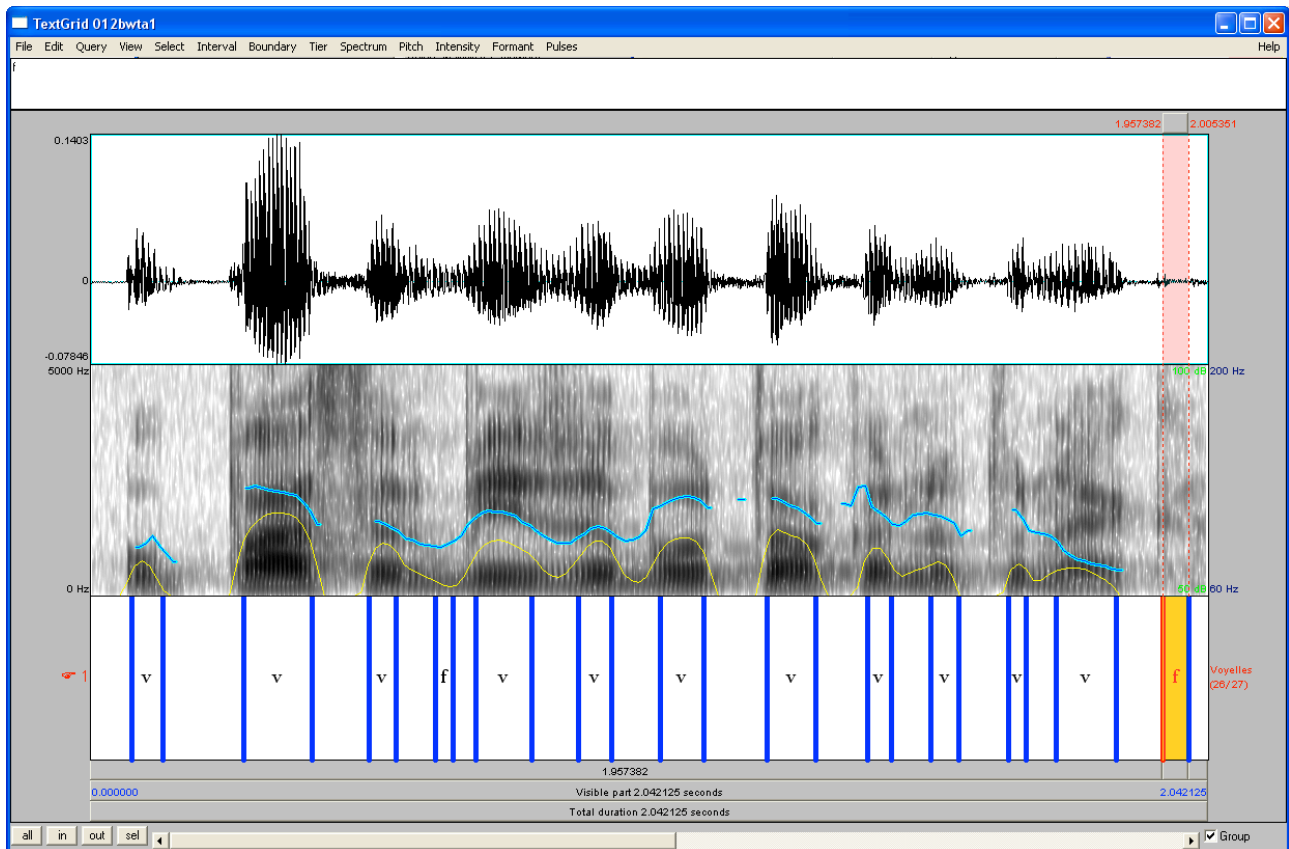 TextGrid 012bwta1
File Edit Query View Select Interval Boundary Tier Spectrum Pitch Intensity Formant Pulses Help
f
1.957382 2.005351
0.1403
0
-0.07846
5000 Hz 100 dB 200 Hz
0 Hz 50 dB 60 Hz
1 v v v f v v v v v v v v f Voyelles
(26/27)
1.957382
0.000000 Visible part 2.042125 seconds 2.042125
Total duration 2.042125 seconds
all in out sel Group